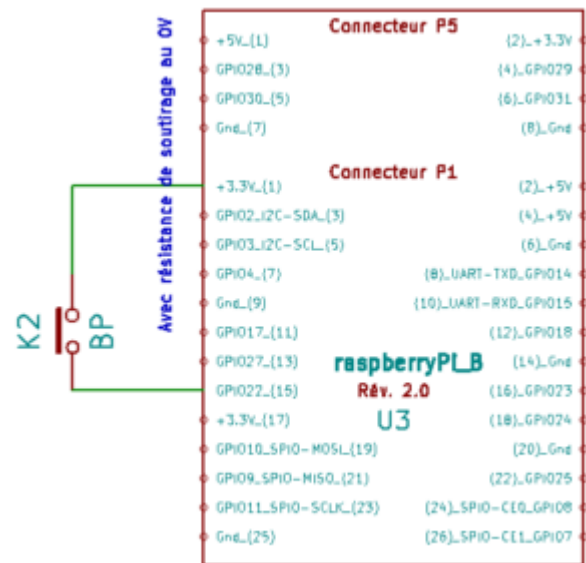 Connecteur P5
+5V_(1) (2)_+3.3V
GPIO28_(3) (4)_GPIO29
GPIO30_(5) (6)_GPIO31
Gnd_(7) (8)_Gnd
Connecteur P1
+3.3V_(1) (2)_+5V
GPIO2_I2C-SDA_(3) (4)_+5V
GPIO3_I2C-SCL_(5) (6)_Gnd
GPIO4_(7) (8)_UART-TXD_GPIO14
Gnd_(9) (10)_UART-RXD_GPIO15
GPIO17_(11) (12)_GPIO18
GPIO27_(13) raspberryPI_B (14)_Gnd
GPIO22_(15) Rév. 2.0 (16)_GPIO23
+3.3V_(17) U3 (18)_GPIO24
GPIO10_SPI0-MOSI_(19) (20)_Gnd
GPIO9_SPI0-MISO_(21) (22)_GPIO25
GPIO11_SPI0-SCLK_(23) (24)_SPI0-CE0_GPIO8
Gnd_(25) (26)_SPI0-CE1_GPIO7
Avec résistance de soutirage au 0V
K2
BP